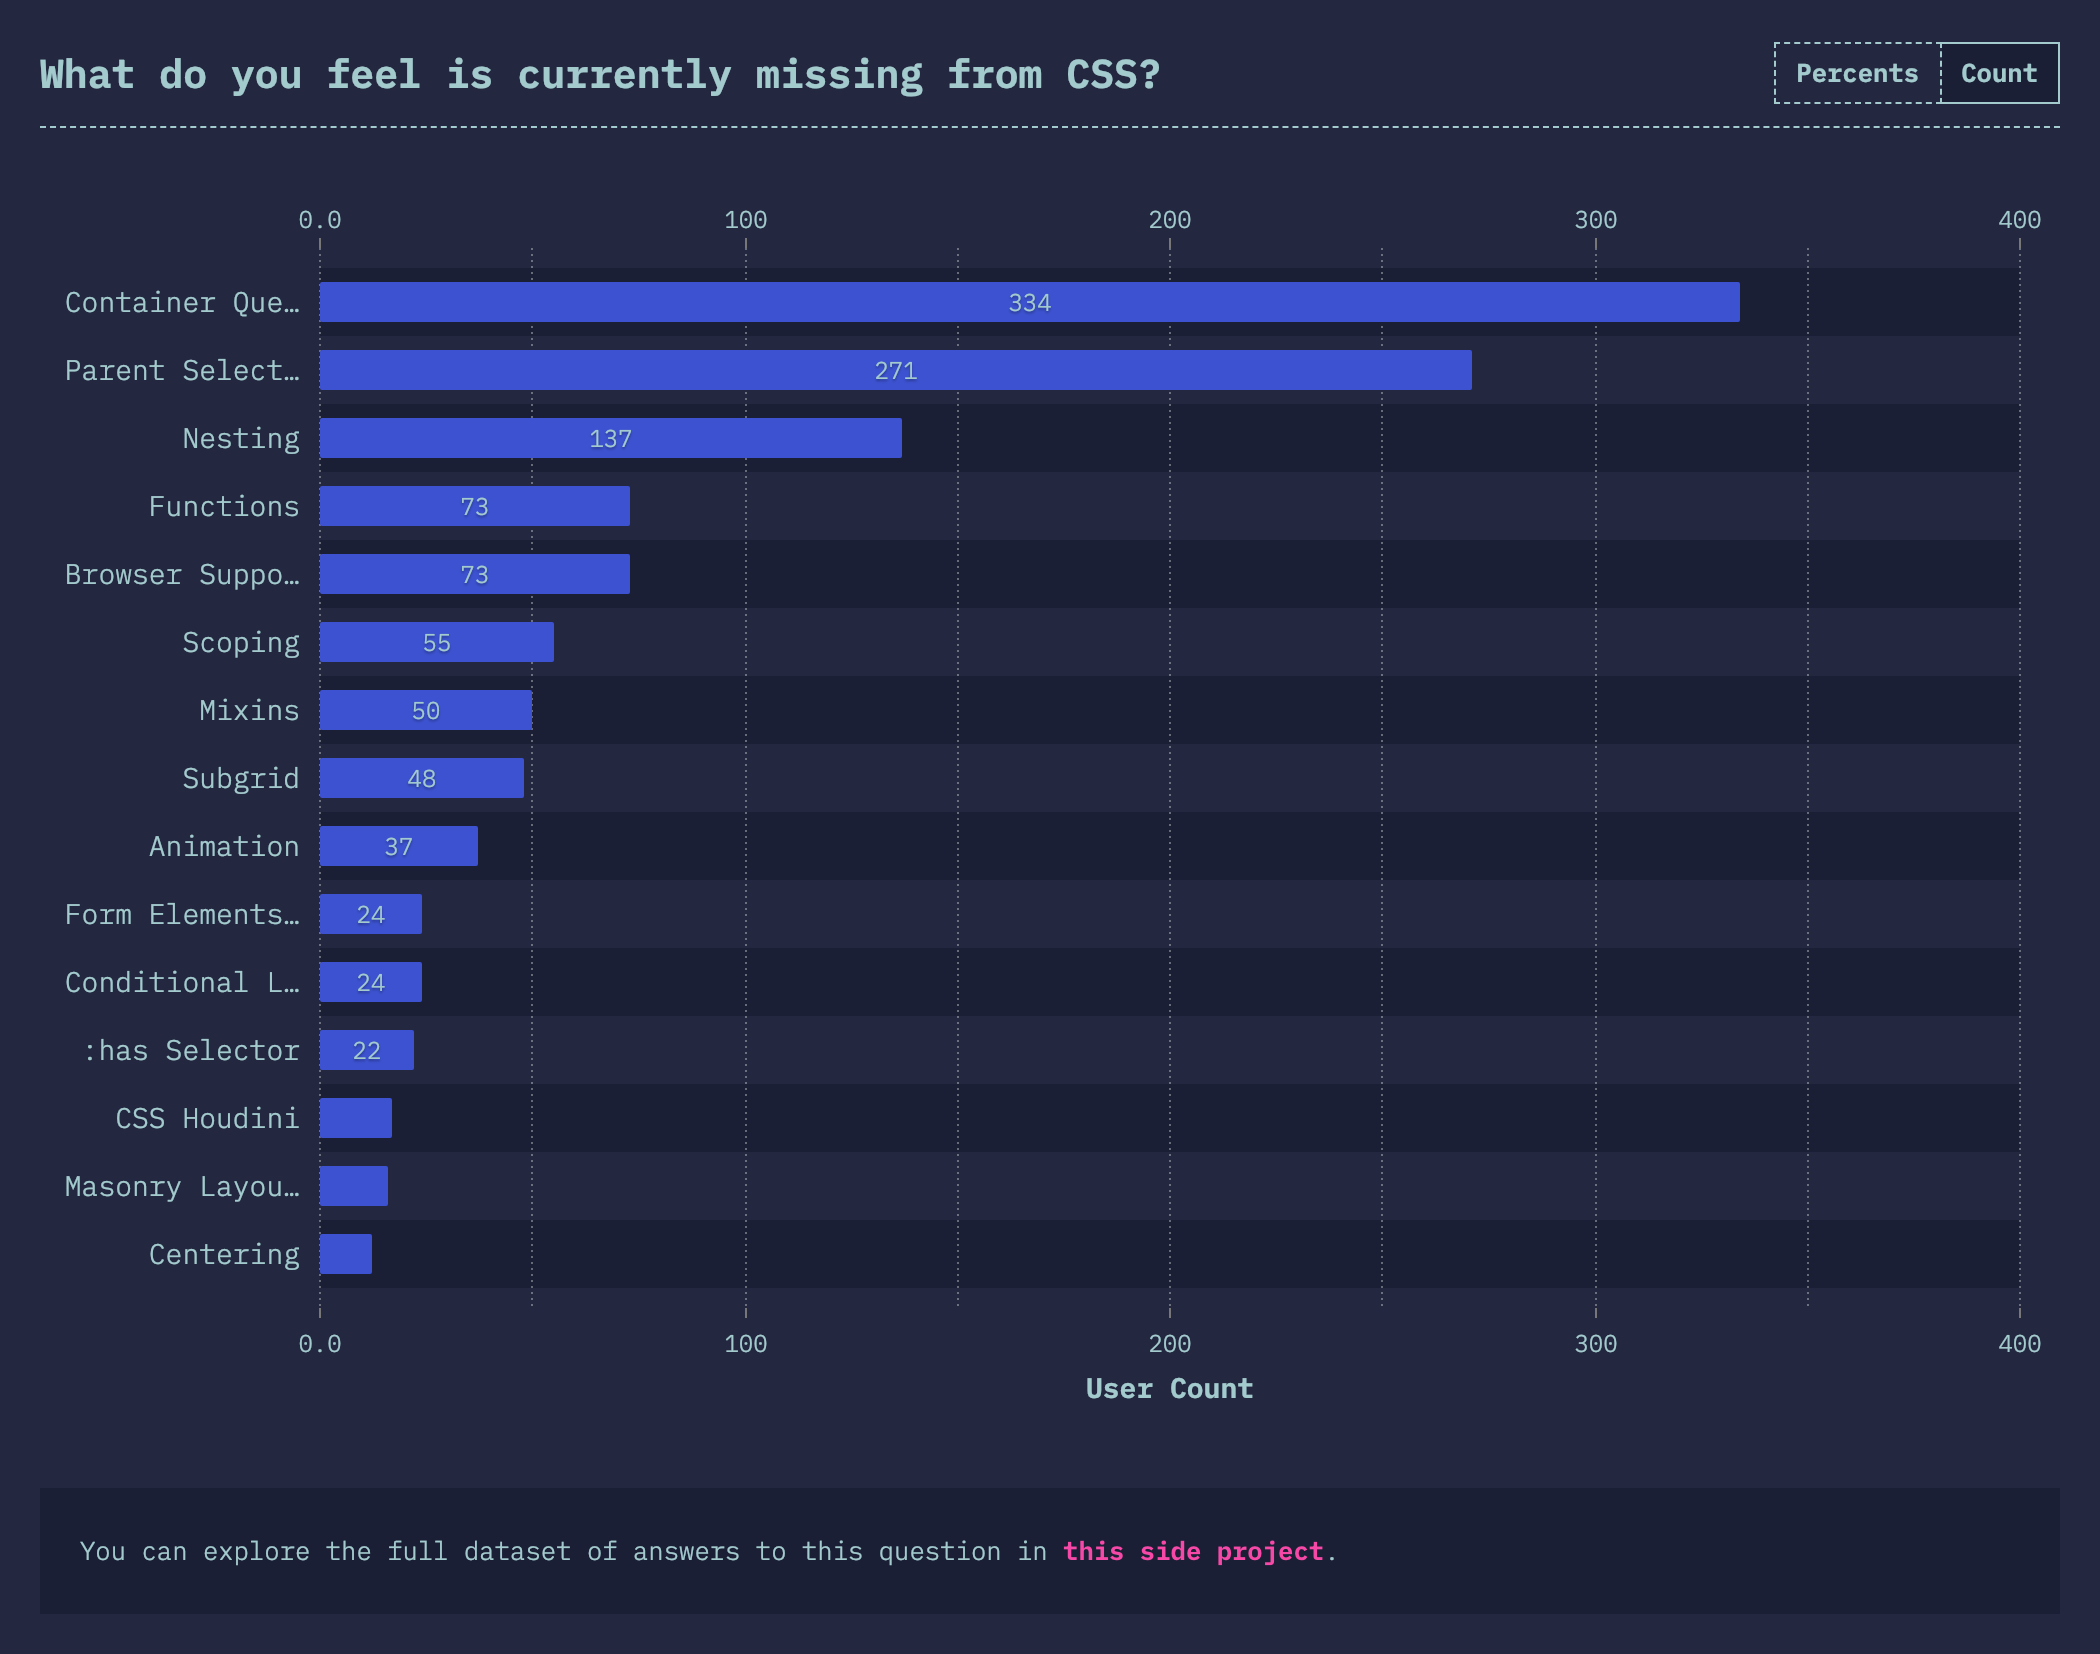 What do you feel is currently missing from CSS?
Percents Count
0.0 100 200 300 400
Container Que… 334
Parent Select… 271
Nesting 137
Functions 73
Browser Suppo… 73
Scoping 55
Mixins 50
Subgrid 48
Animation 37
Form Elements… 24
Conditional L… 24
:has Selector 22
CSS Houdini
Masonry Layou…
Centering
0.0 100 200 300 400
User Count
You can explore the full dataset of answers to this question in this side project.